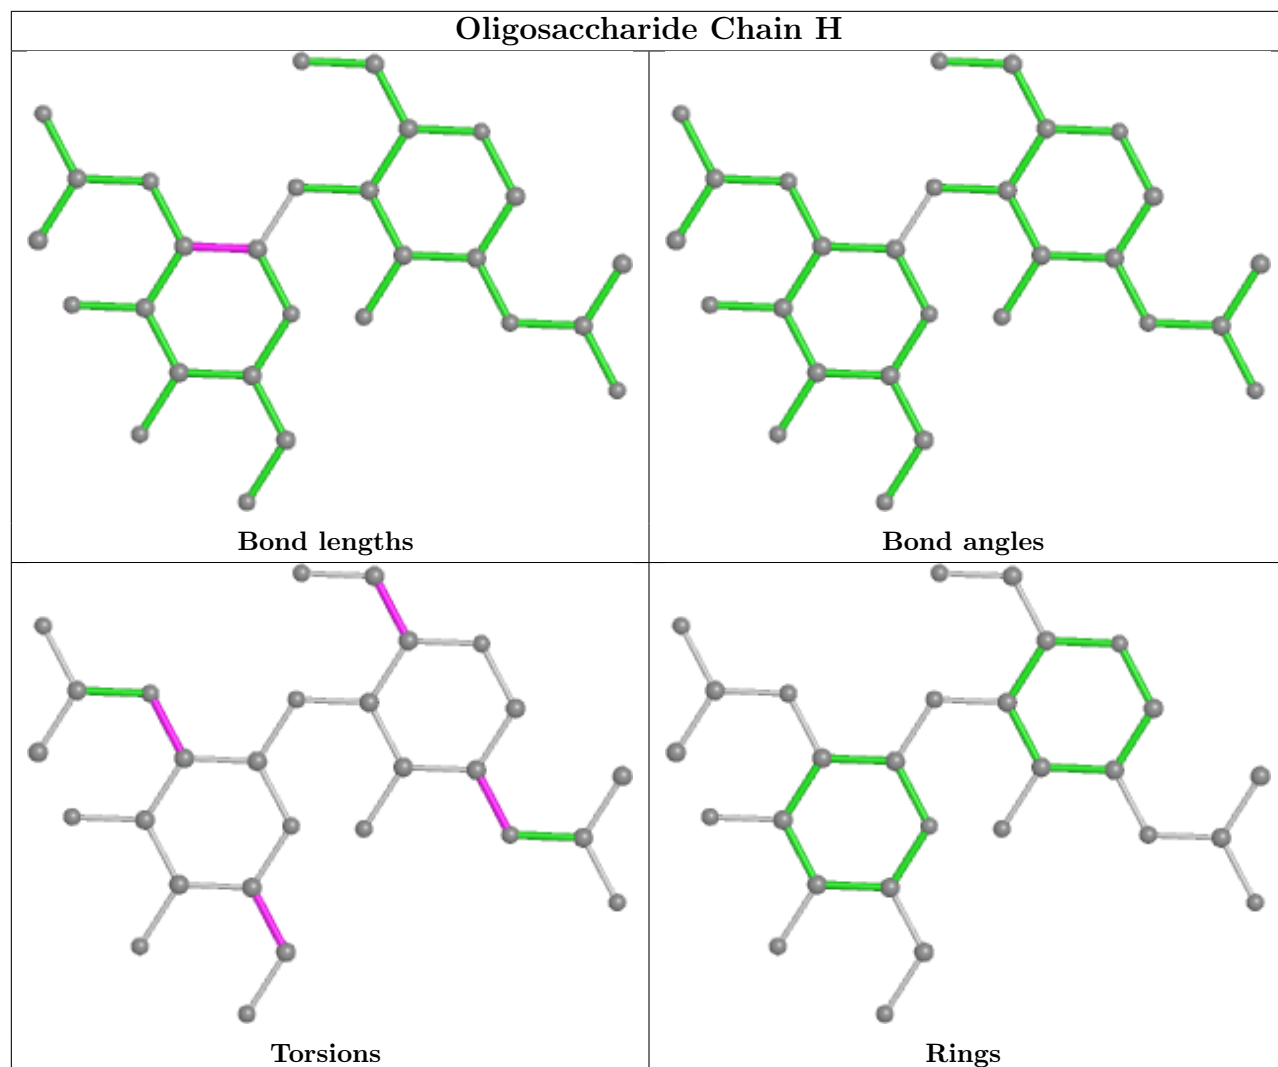 Oligosaccharide Chain H
Bond lengths
Bond angles
Torsions
Rings